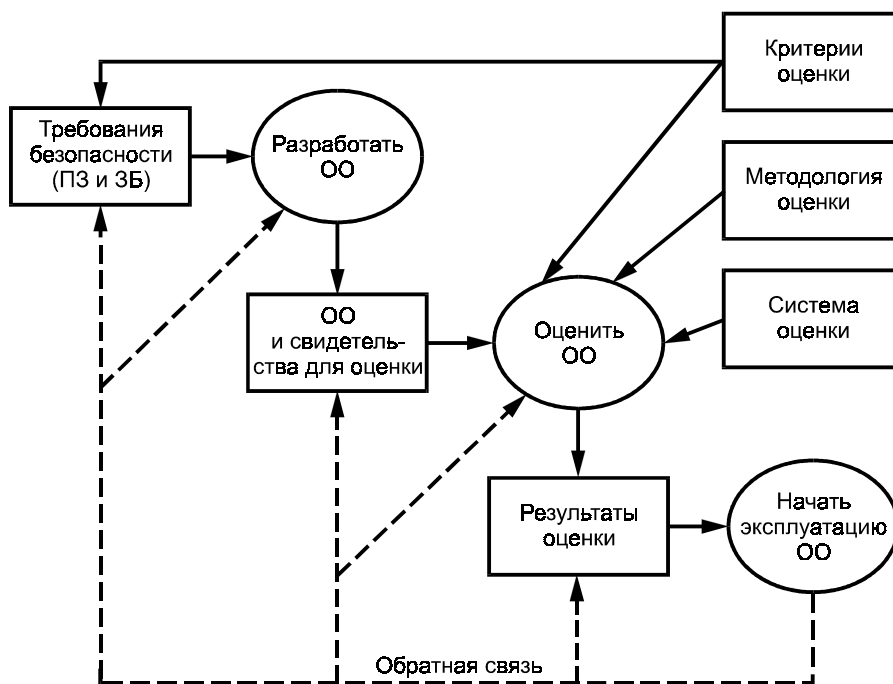 Критерии
оценки
Требования
безопасности
(ПЗ и ЗБ)
Разработать
ОО
Методология
оценки
ОО
и свидетель-
ства для оценки
Оценить
ОО
Система
оценки
Результаты
оценки
Начать
эксплуатацию
ОО
Обратная связь